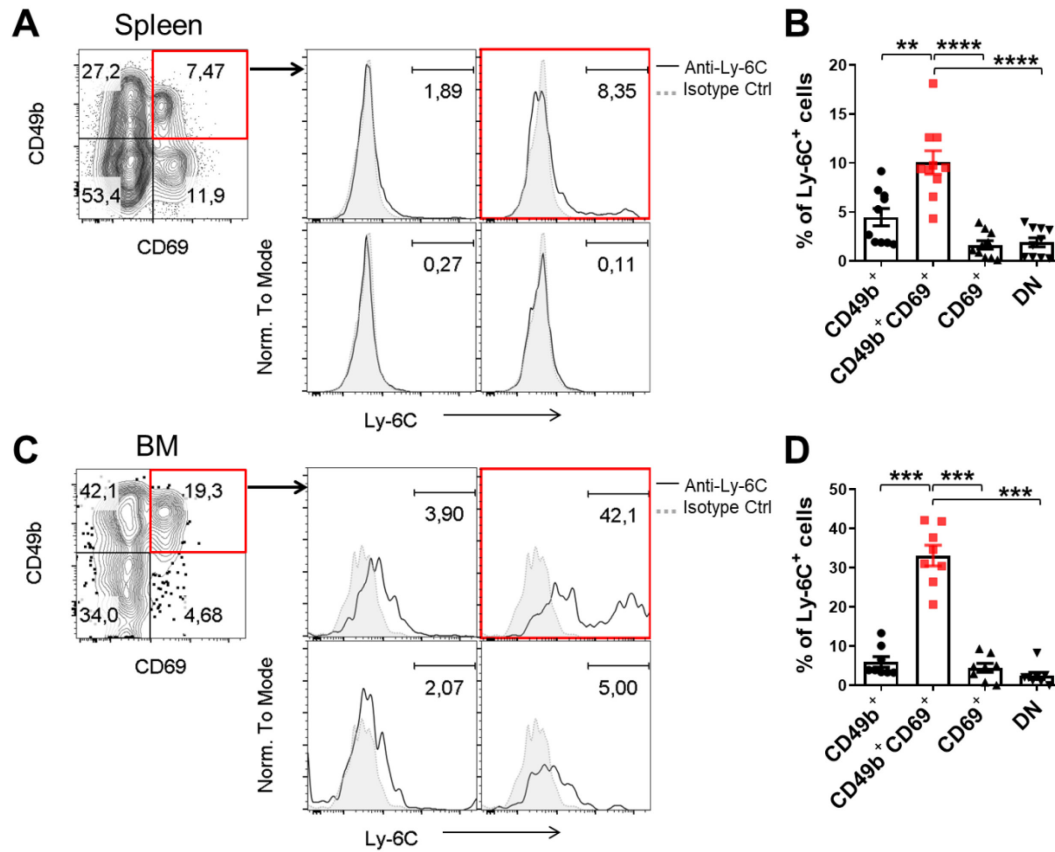 A
Spleen
27,2
7,47
53,4
11,9
CD49b
CD69
1,89
8,35
0,27
0,11
Anti-Ly-6C
Isotype Ctrl
Norm. To Mode
Ly-6C
B
** **** ****
% of Ly-6C+ cells
20
15
10
5
0
CD49b+
CD49b+ CD69+
CD69+
DN
C
BM
42,1
19,3
34,0
4,68
CD49b
CD69
3,90
42,1
2,07
5,00
Anti-Ly-6C
Isotype Ctrl
Norm. To Mode
Ly-6C
D
*** *** ***
% of Ly-6C+ cells
50
40
30
20
10
0
CD49b+
CD49b+ CD69+
CD69+
DN